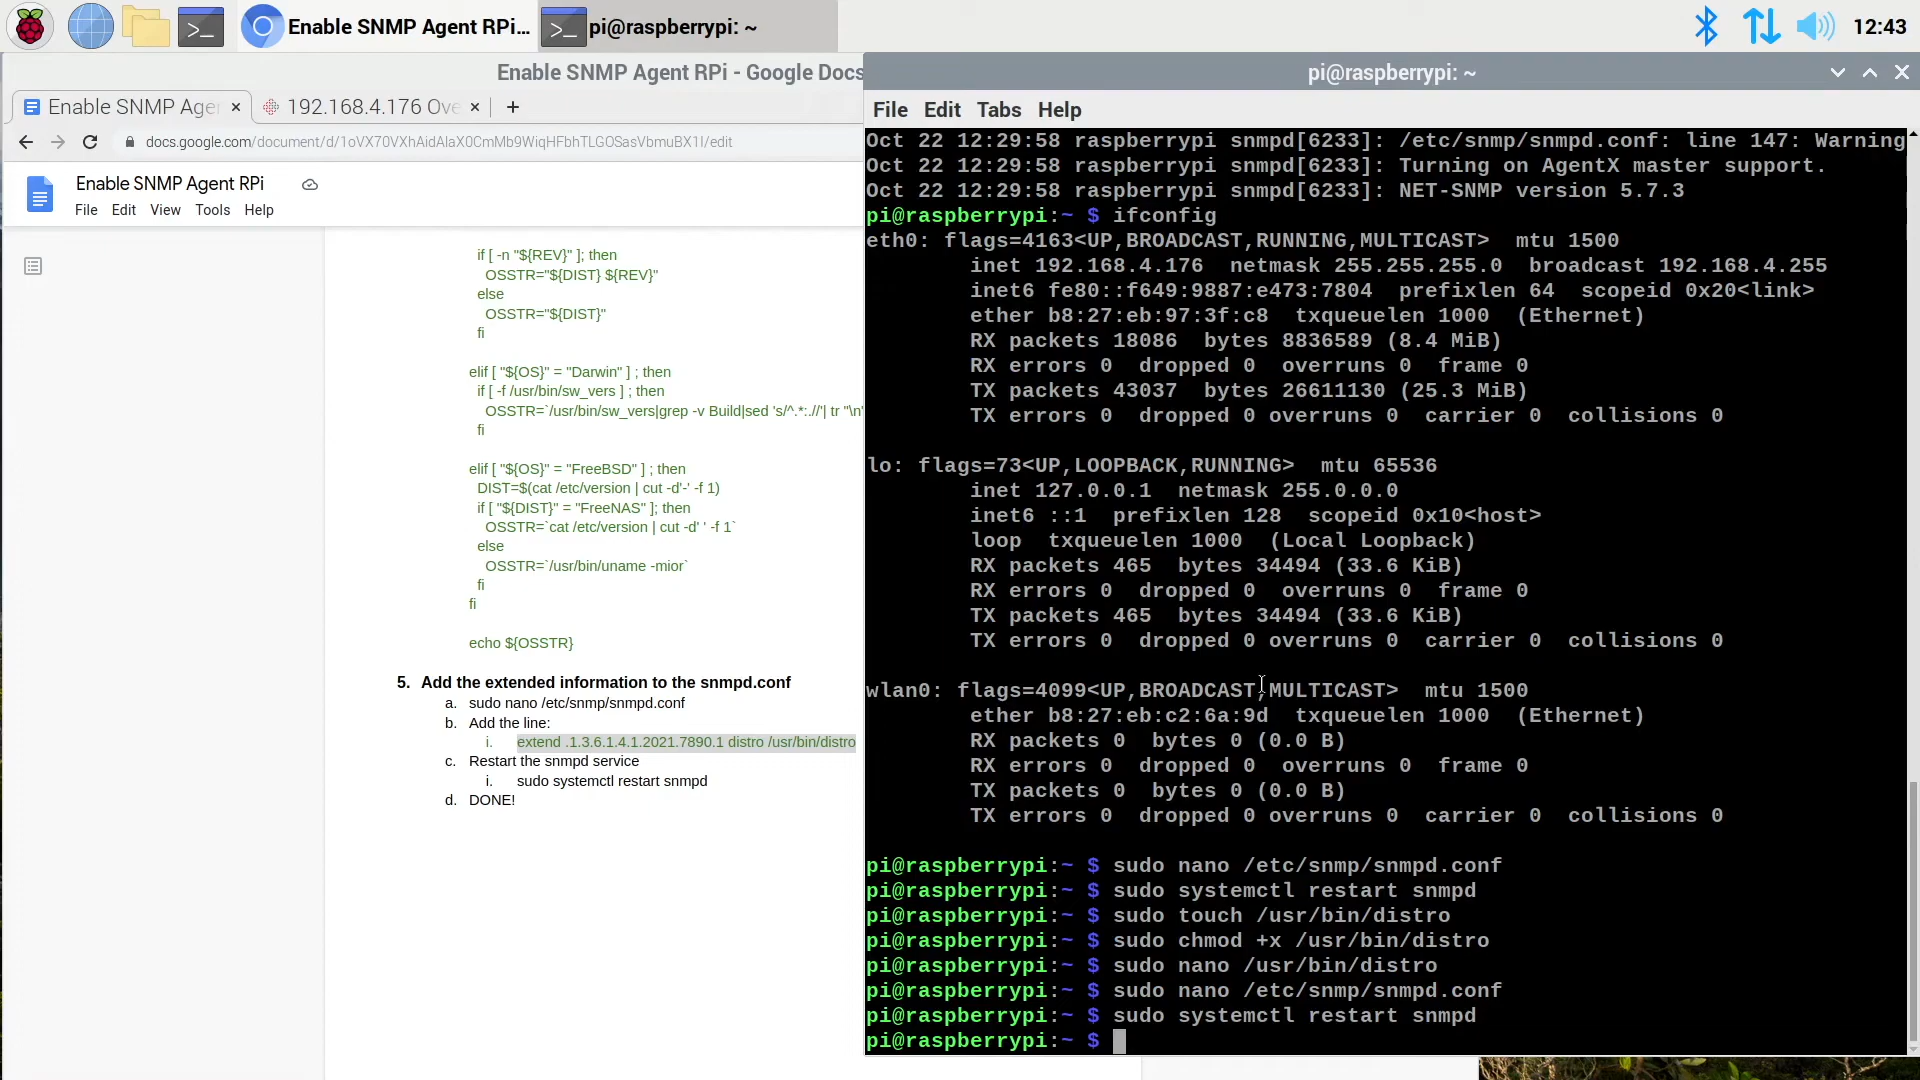 Enable SNMP Agent RPi...
pi@raspberrypi: ~
12:43
Enable SNMP Agent RPi - Google Docs
Enable SNMP Age
192.168.4.176 Ove
docs.google.com/document/d/1oVX70VXhAidAlaX0CmMb9WiqHFbhTLGOSasVbmuBX1I/edit
Enable SNMP Agent RPi
File Edit View Tools Help
if [ -n "${REV}" ]; then
OSSTR="${DIST} ${REV}"
else
OSSTR="${DIST}"
fi
elif [ "${OS}" = "Darwin" ] ; then
if [ -f /usr/bin/sw_vers ] ; then
OSSTR=`/usr/bin/sw_vers|grep -v Build|sed 's/^.*:.//'| tr "\n"
fi
elif [ "${OS}" = "FreeBSD" ] ; then
DIST=$(cat /etc/version | cut -d'-' -f 1)
if [ "${DIST}" = "FreeNAS" ]; then
OSSTR=`cat /etc/version | cut -d' ' -f 1`
else
OSSTR=`/usr/bin/uname -mior`
fi
fi
echo ${OSSTR}
5. Add the extended information to the snmpd.conf
a. sudo nano /etc/snmp/snmpd.conf
b. Add the line:
i. extend .1.3.6.1.4.1.2021.7890.1 distro /usr/bin/distro
c. Restart the snmpd service
i. sudo systemctl restart snmpd
d. DONE!
pi@raspberrypi: ~
File Edit Tabs Help
Oct 22 12:29:58 raspberrypi snmpd[6233]: /etc/snmp/snmpd.conf: line 147: Warning
Oct 22 12:29:58 raspberrypi snmpd[6233]: Turning on AgentX master support.
Oct 22 12:29:58 raspberrypi snmpd[6233]: NET-SNMP version 5.7.3
pi@raspberrypi:~ $ ifconfig
eth0: flags=4163<UP,BROADCAST,RUNNING,MULTICAST> mtu 1500
inet 192.168.4.176 netmask 255.255.255.0 broadcast 192.168.4.255
inet6 fe80::f649:9887:e473:7804 prefixlen 64 scopeid 0x20<link>
ether b8:27:eb:97:3f:c8 txqueuelen 1000 (Ethernet)
RX packets 18086 bytes 8836589 (8.4 MiB)
RX errors 0 dropped 0 overruns 0 frame 0
TX packets 43037 bytes 26611130 (25.3 MiB)
TX errors 0 dropped 0 overruns 0 carrier 0 collisions 0
lo: flags=73<UP,LOOPBACK,RUNNING> mtu 65536
inet 127.0.0.1 netmask 255.0.0.0
inet6 ::1 prefixlen 128 scopeid 0x10<host>
loop txqueuelen 1000 (Local Loopback)
RX packets 465 bytes 34494 (33.6 KiB)
RX errors 0 dropped 0 overruns 0 frame 0
TX packets 465 bytes 34494 (33.6 KiB)
TX errors 0 dropped 0 overruns 0 carrier 0 collisions 0
wlan0: flags=4099<UP,BROADCAST,MULTICAST> mtu 1500
ether b8:27:eb:c2:6a:9d txqueuelen 1000 (Ethernet)
RX packets 0 bytes 0 (0.0 B)
RX errors 0 dropped 0 overruns 0 frame 0
TX packets 0 bytes 0 (0.0 B)
TX errors 0 dropped 0 overruns 0 carrier 0 collisions 0
pi@raspberrypi:~ $ sudo nano /etc/snmp/snmpd.conf
pi@raspberrypi:~ $ sudo systemctl restart snmpd
pi@raspberrypi:~ $ sudo touch /usr/bin/distro
pi@raspberrypi:~ $ sudo chmod +x /usr/bin/distro
pi@raspberrypi:~ $ sudo nano /usr/bin/distro
pi@raspberrypi:~ $ sudo nano /etc/snmp/snmpd.conf
pi@raspberrypi:~ $ sudo systemctl restart snmpd
pi@raspberrypi:~ $